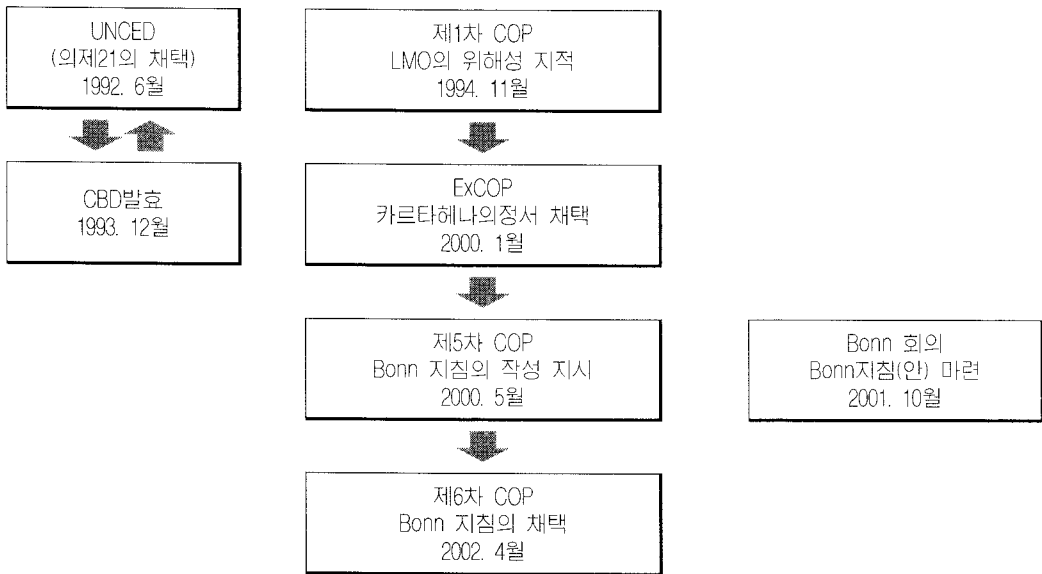 UNCED
(의제21의 채택)
1992. 6월
CBD발효
1993. 12월
제1차 COP
LMO의 위해성 지적
1994. 11월
ExCOP
카르타헤나의정서 채택
2000. 1월
제5차 COP
Bonn 지침의 작성 지시
2000. 5월
제6차 COP
Bonn 지침의 채택
2002. 4월
Bonn 회의
Bonn지침(안) 마련
2001. 10월